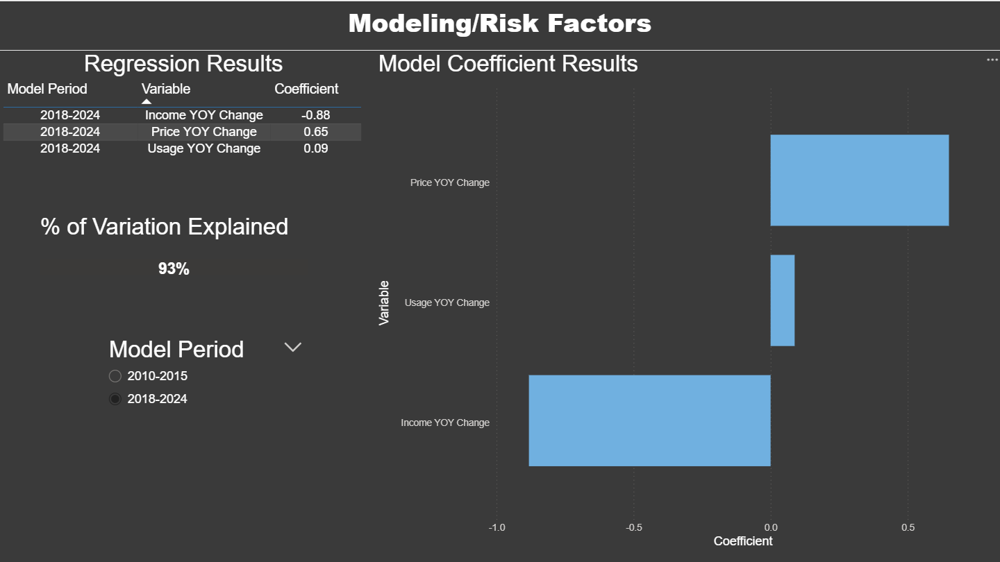 Modeling/Risk Factors
Regression Results
Model Period Variable Coefficient
2018-2024 Income YOY Change -0.88
2018-2024 Price YOY Change 0.65
2018-2024 Usage YOY Change 0.09
% of Variation Explained
93%
Model Period
2010-2015
2018-2024
Model Coefficient Results
Variable
Price YOY Change
Usage YOY Change
Income YOY Change
-1.0 -0.5 0.0 0.5
Coefficient